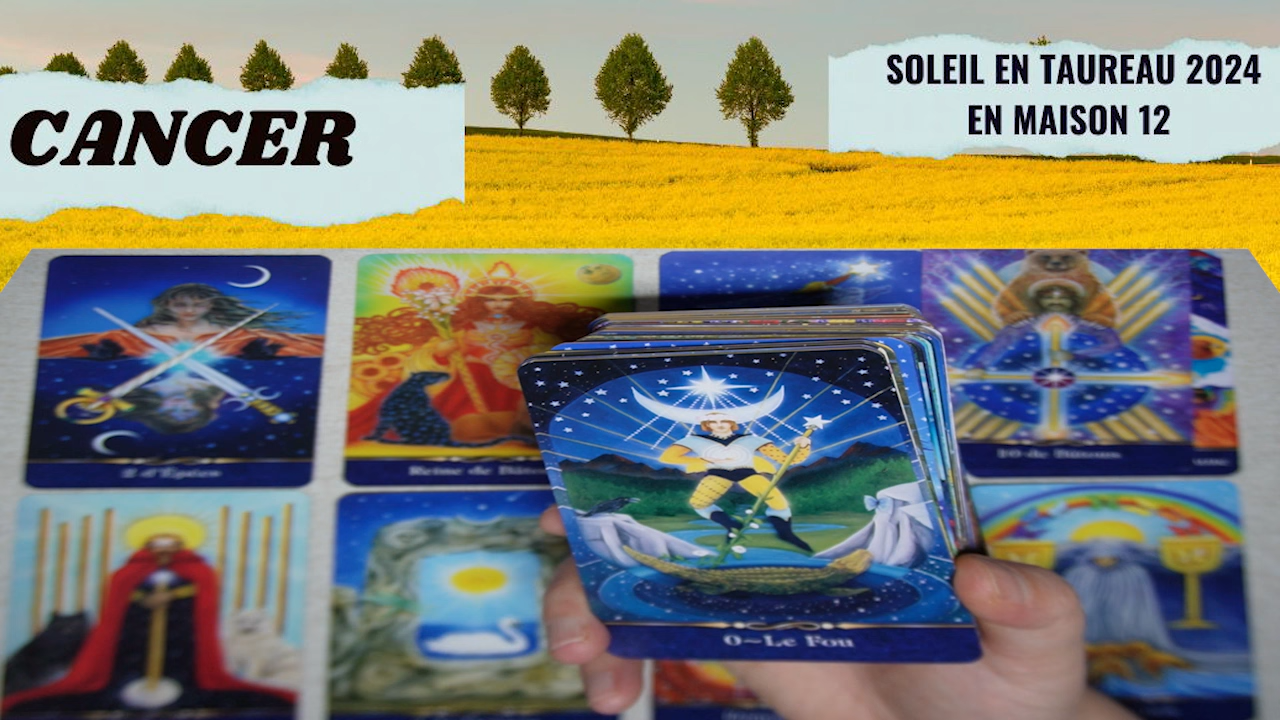 CANCER
SOLEIL EN TAUREAU 2024
EN MAISON 12
2 d'Épées
Reine de Bâtons
10 de Bâtons
0~Le Fou